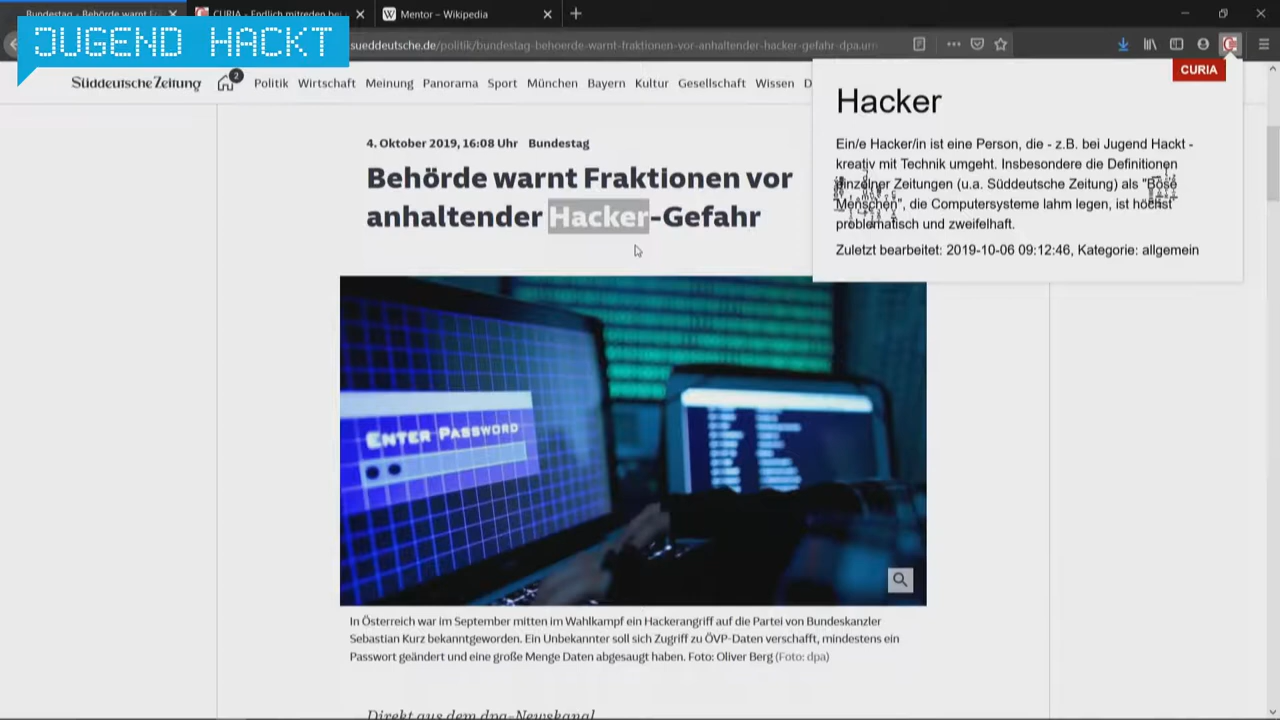 Bundestag - Behörde warnt Fr
CURIA - Endlich mitreden bei
Mentor – Wikipedia
JUGEND HACKT
sueddeutsche.de/politik/bundestag-behoerde-warnt-fraktionen-vor-anhaltender-hacker-gefahr-dpa.urn
Süddeutsche Zeitung
2
Politik Wirtschaft Meinung Panorama Sport München Bayern Kultur Gesellschaft Wissen D
CURIA
Hacker
Ein/e Hacker/in ist eine Person, die - z.B. bei Jugend Hackt -
kreativ mit Technik umgeht. Insbesondere die Definitionen
einzelner Zeitungen (u.a. Süddeutsche Zeitung) als "Böse
Menschen", die Computersysteme lahm legen, ist höchst
problematisch und zweifelhaft.
Zuletzt bearbeitet: 2019-10-06 09:12:46, Kategorie: allgemein
4. Oktober 2019, 16:08 Uhr Bundestag
Behörde warnt Fraktionen vor
anhaltender Hacker-Gefahr
ENTER PASSWORD
In Österreich war im September mitten im Wahlkampf ein Hackerangriff auf die Partei von Bundeskanzler
Sebastian Kurz bekanntgeworden. Ein Unbekannter soll sich Zugriff zu ÖVP-Daten verschafft, mindestens ein
Passwort geändert und eine große Menge Daten abgesaugt haben. Foto: Oliver Berg (Foto: dpa)
Direkt aus dem dpa-Newskanal